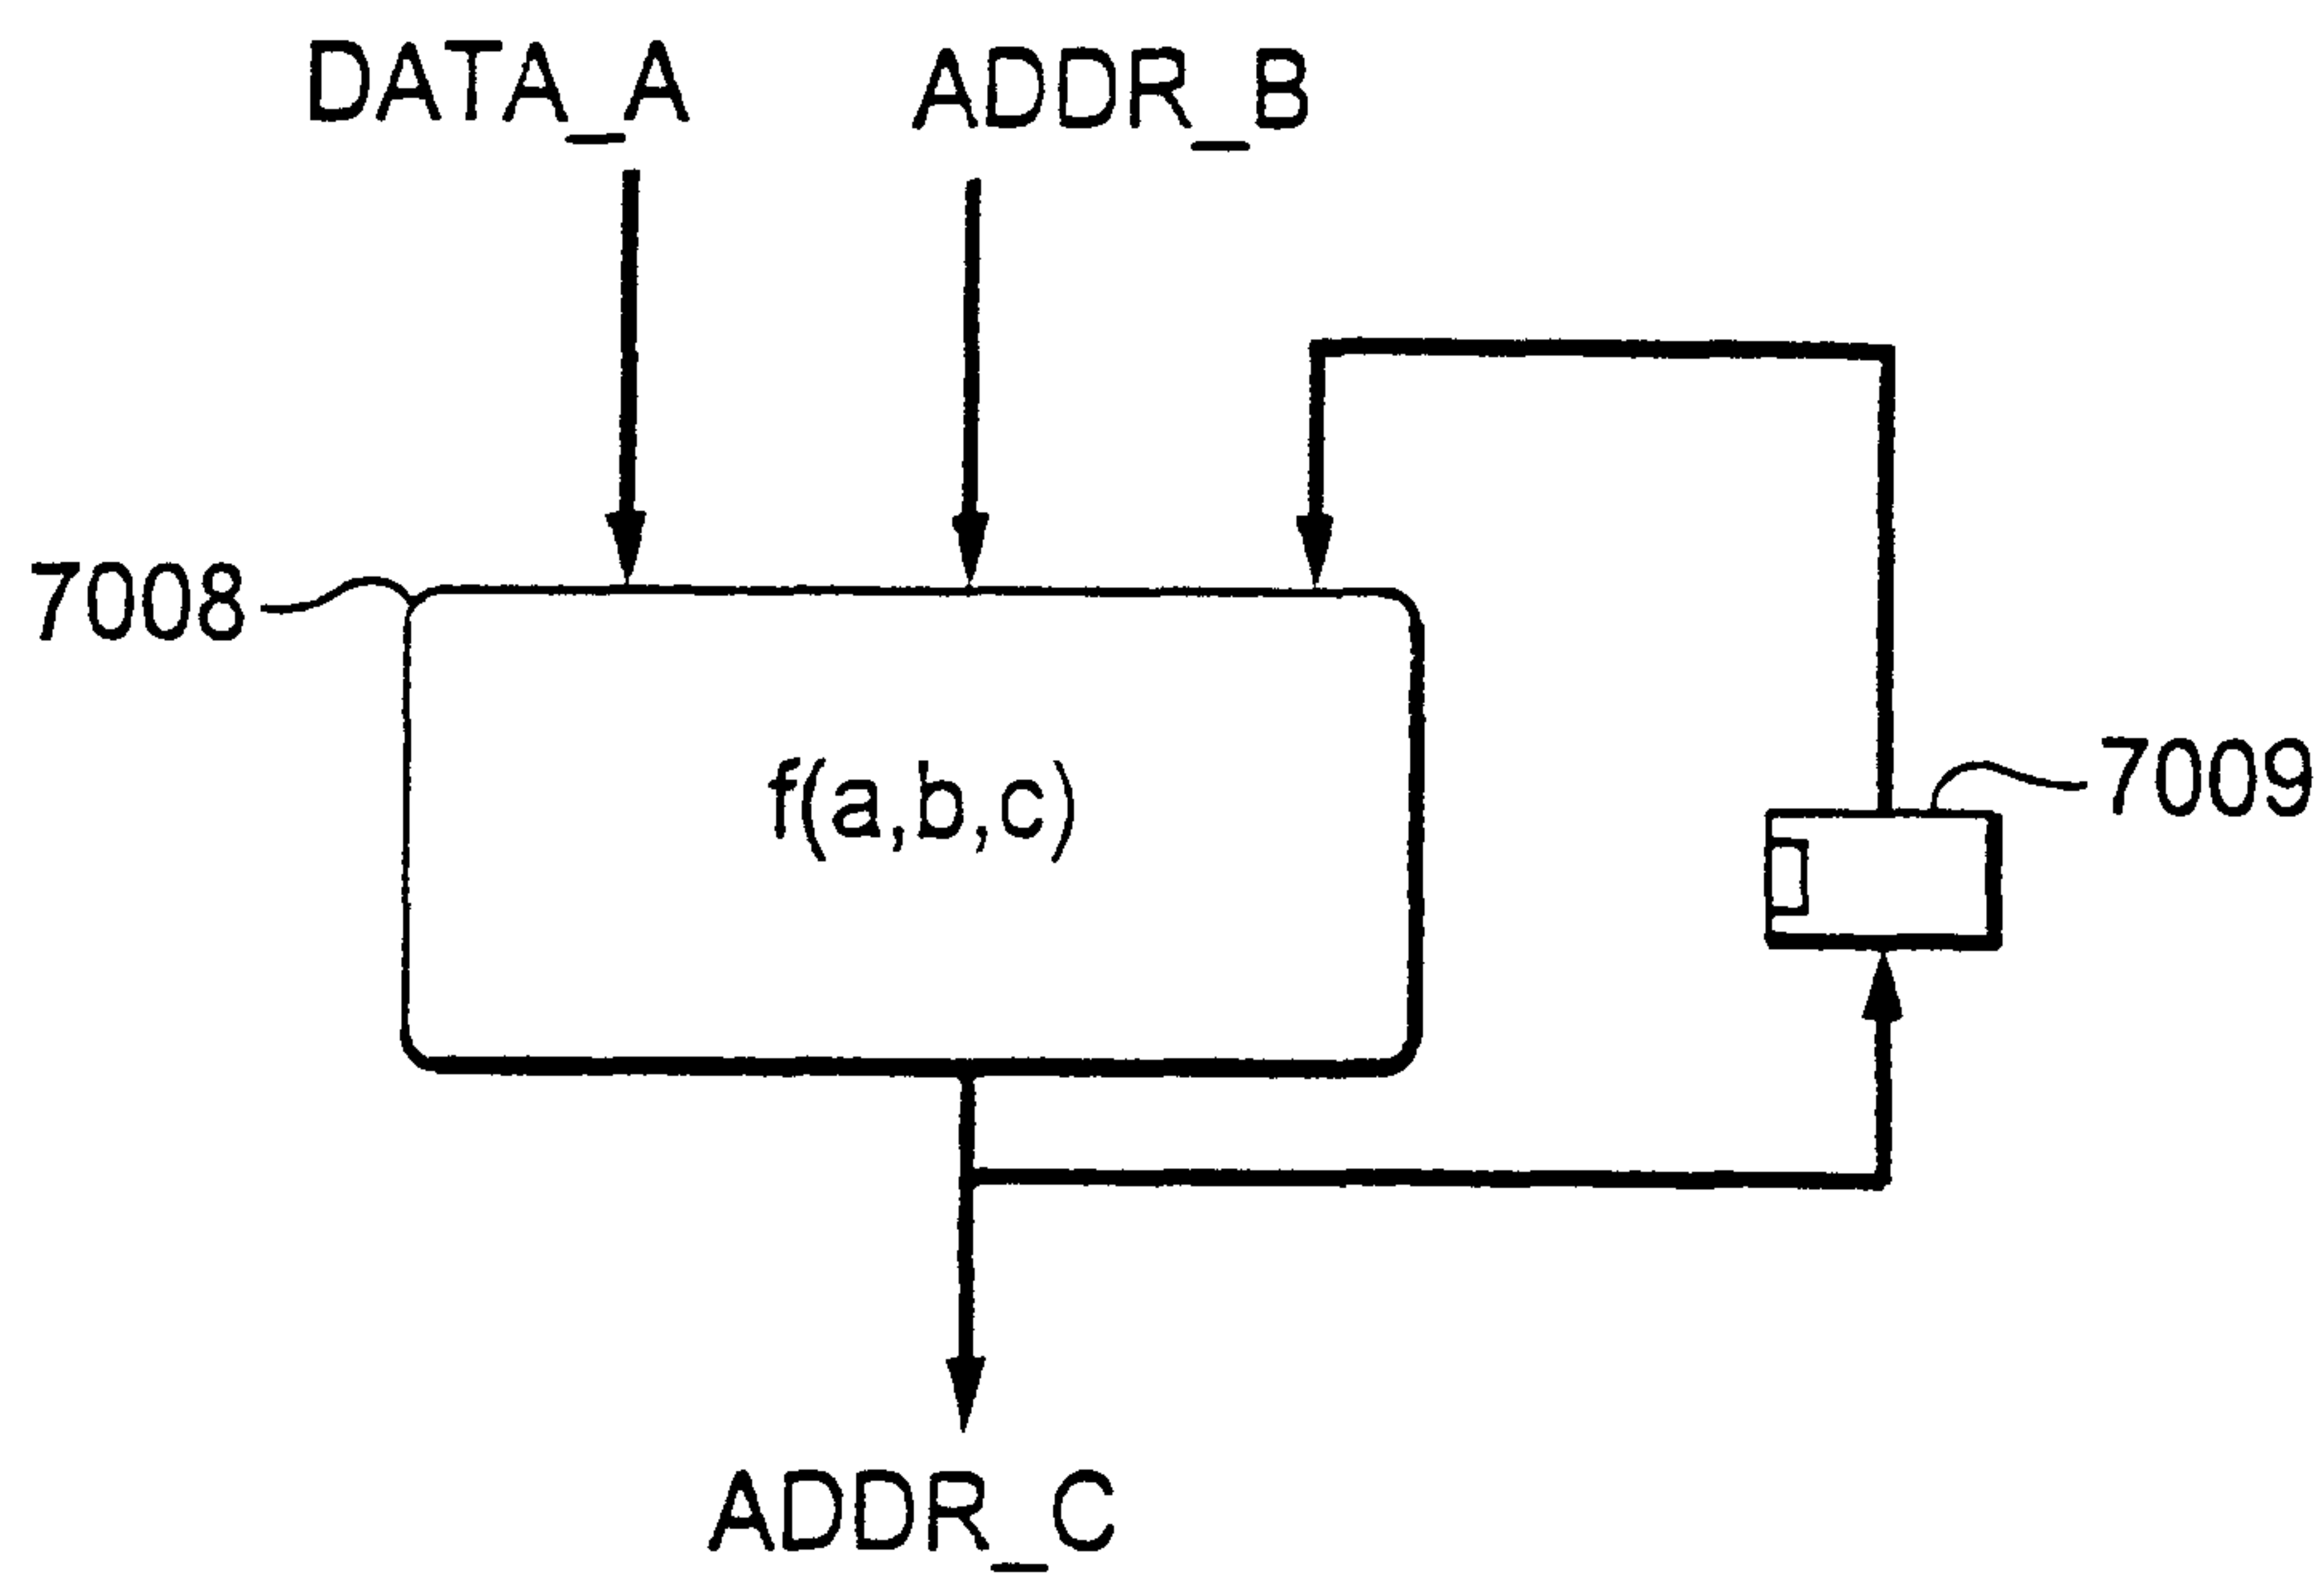 DATA_A
ADDR_B
7008
f(a,b,c)
7009
ADDR_C